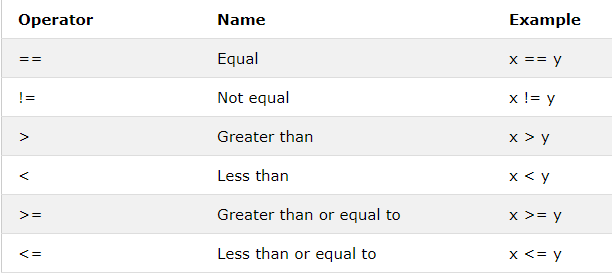 Operator Name Example
== Equal x == y
!= Not equal x != y
> Greater than x > y
< Less than x < y
>= Greater than or equal to x >= y
<= Less than or equal to x <= y